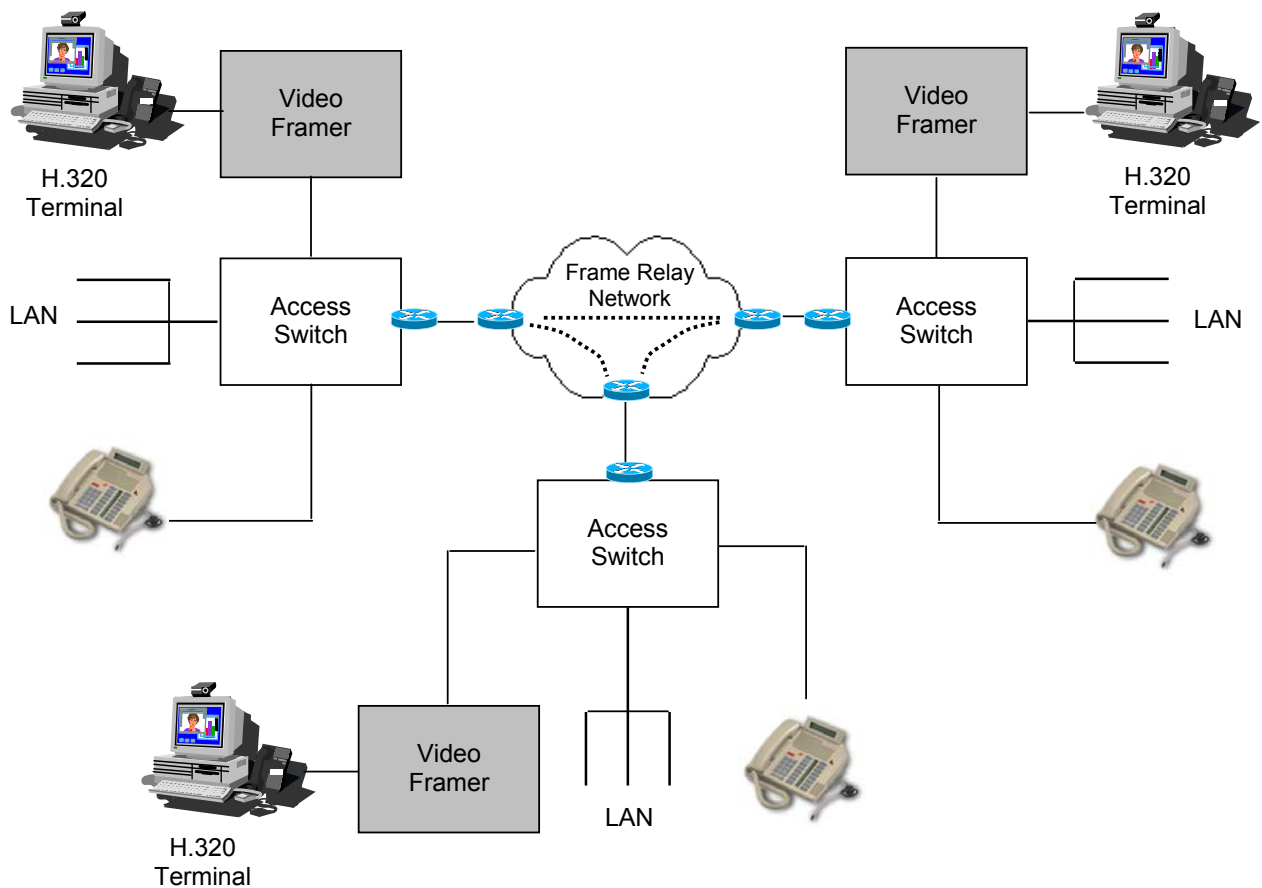 Video
Framer
H.320
Terminal
Video
Framer
H.320
Terminal
LAN
Access
Switch
Frame Relay
Network
Access
Switch
LAN
Access
Switch
Video
Framer
LAN
H.320
Terminal